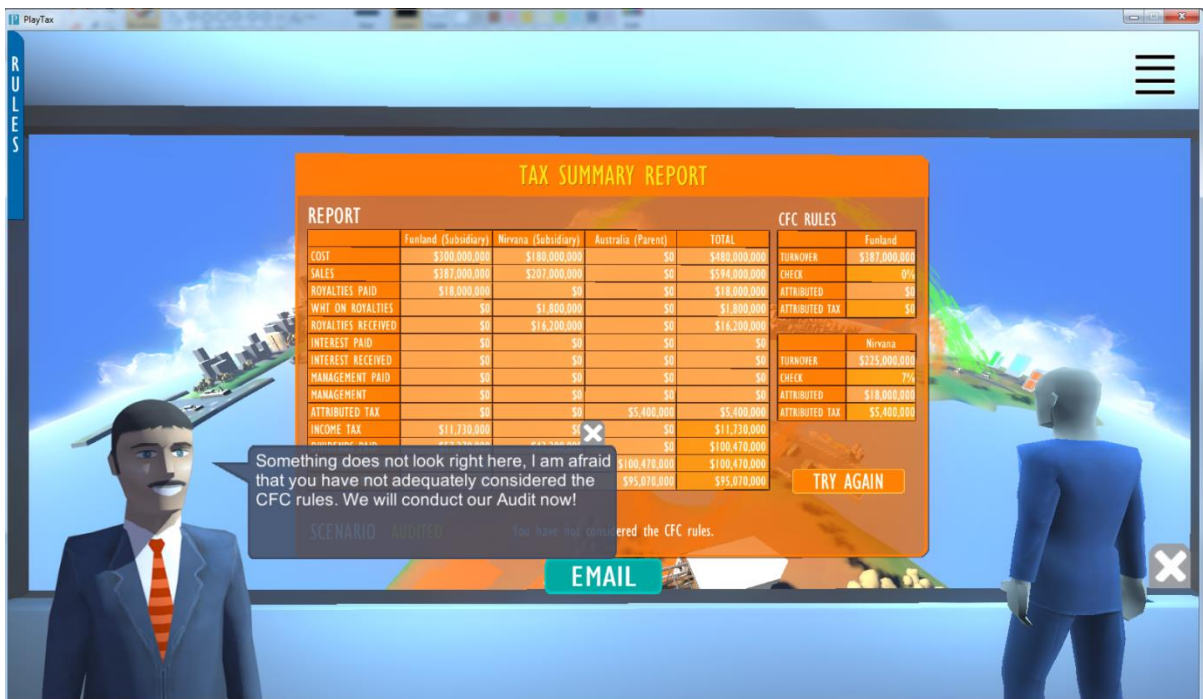 PlayTax
RULES
TAX SUMMARY REPORT
REPORT
Funland (Subsidiary) Nirvana (Subsidiary) Australia (Parent) TOTAL
COST $300,000,000 $180,000,000 $0 $480,000,000
SALES $387,000,000 $207,000,000 $0 $594,000,000
ROYALTIES PAID $18,000,000 $0 $0 $18,000,000
WHT ON ROYALTIES $0 $1,800,000 $0 $1,800,000
ROYALTIES RECEIVED $0 $16,200,000 $0 $16,200,000
INTEREST PAID $0 $0 $0 $0
INTEREST RECEIVED $0 $0 $0 $0
MANAGEMENT PAID $0 $0 $0 $0
MANAGEMENT $0 $0 $0 $0
ATTRIBUTED TAX $0 $0 $5,400,000 $5,400,000
INCOME TAX $11,730,000 $0 $11,730,000
DIVIDENDS PAID $0 $100,470,000
$100,470,000 $100,470,000
$95,070,000 $95,070,000
CFC RULES
Funland
TURNOVER $387,000,000
CHECK 0%
ATTRIBUTED $0
ATTRIBUTED TAX $0
Nirvana
TURNOVER $225,000,000
CHECK 7%
ATTRIBUTED $18,000,000
ATTRIBUTED TAX $5,400,000
TRY AGAIN
Something does not look right here, I am afraid
that you have not adequately considered the
CFC rules. We will conduct our Audit now!
SCENARIO AUDITED You have not considered the CFC rules.
EMAIL